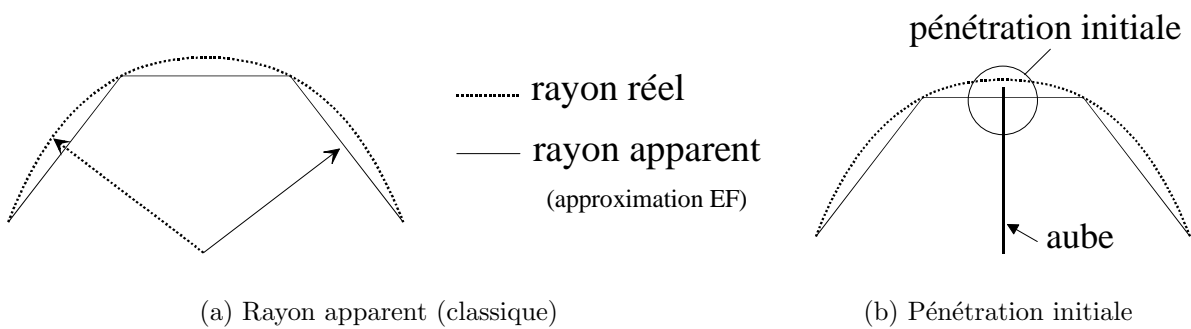 pénétration initiale
rayon réel
rayon apparent
(approximation EF)
aube
(a) Rayon apparent (classique)
(b) Pénétration initiale